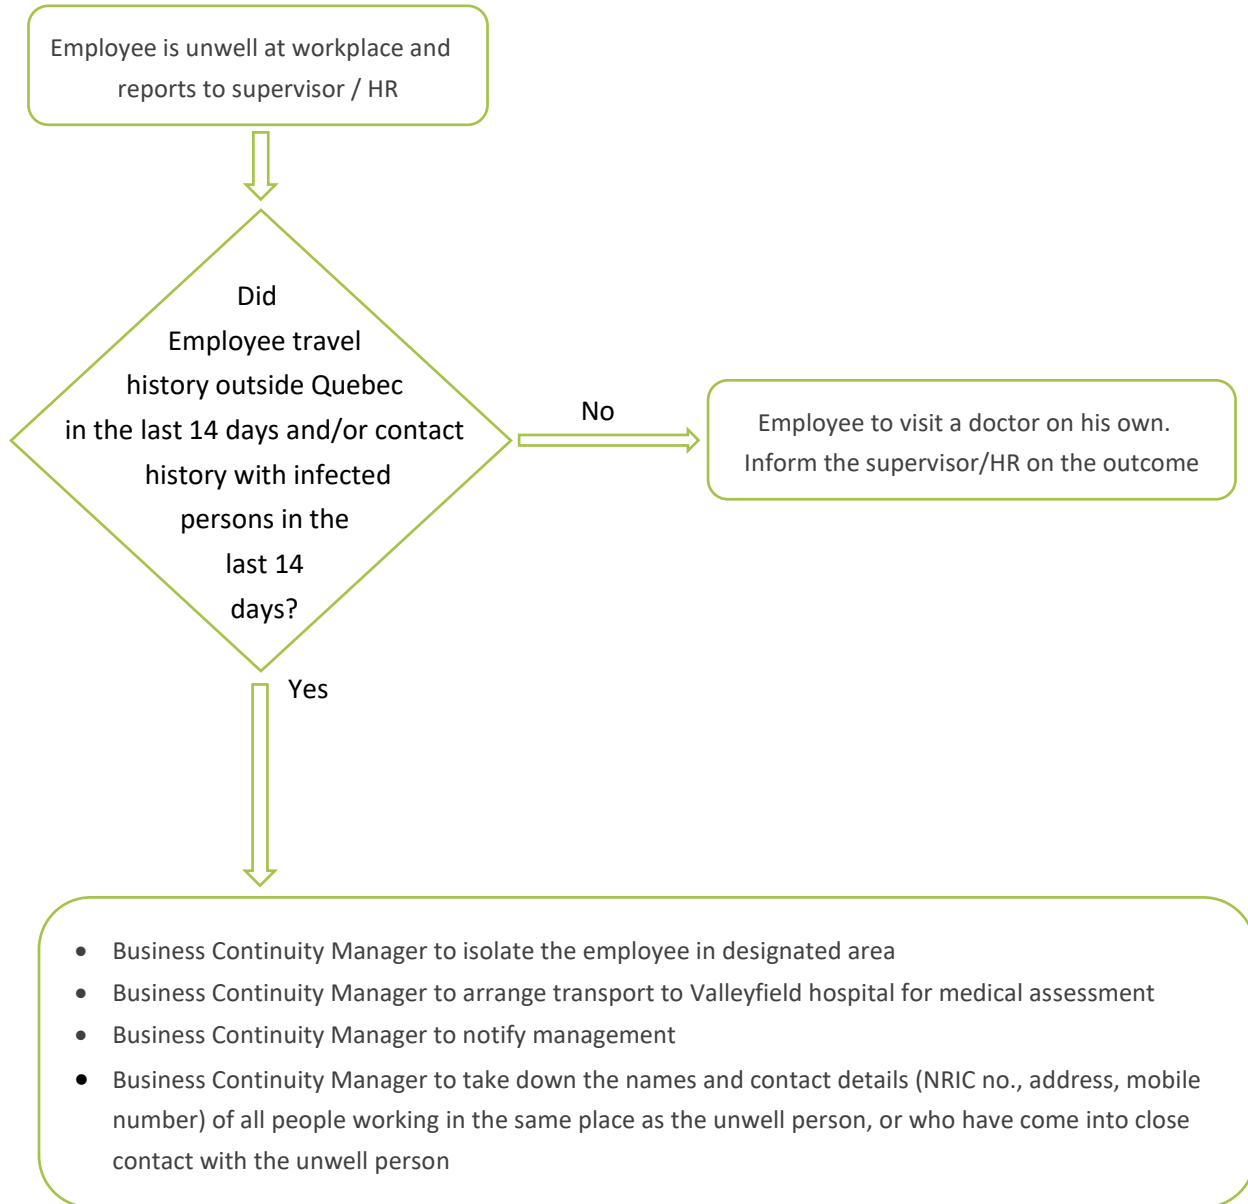 Employee is unwell at workplace and
reports to supervisor / HR
Did
Employee travel
history outside Quebec
in the last 14 days and/or contact
history with infected
persons in the
last 14
days?
No
Employee to visit a doctor on his own.
Inform the supervisor/HR on the outcome
Yes
• Business Continuity Manager to isolate the employee in designated area
• Business Continuity Manager to arrange transport to Valleyfield hospital for medical assessment
• Business Continuity Manager to notify management
• Business Continuity Manager to take down the names and contact details (NRIC no., address, mobile
number) of all people working in the same place as the unwell person, or who have come into close
contact with the unwell person